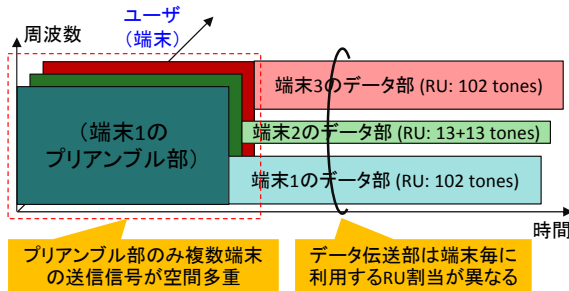 ユーザ
(端末)
周波数
端末3のデータ部 (RU: 102 tones)
(端末1の
プリアンブル部)
端末2のデータ部 (RU: 13+13 tones)
端末1のデータ部 (RU: 102 tones)
時間
プリアンブル部のみ複数端末
の送信信号が空間多重
データ伝送部は端末毎に
利用するRU割当が異なる